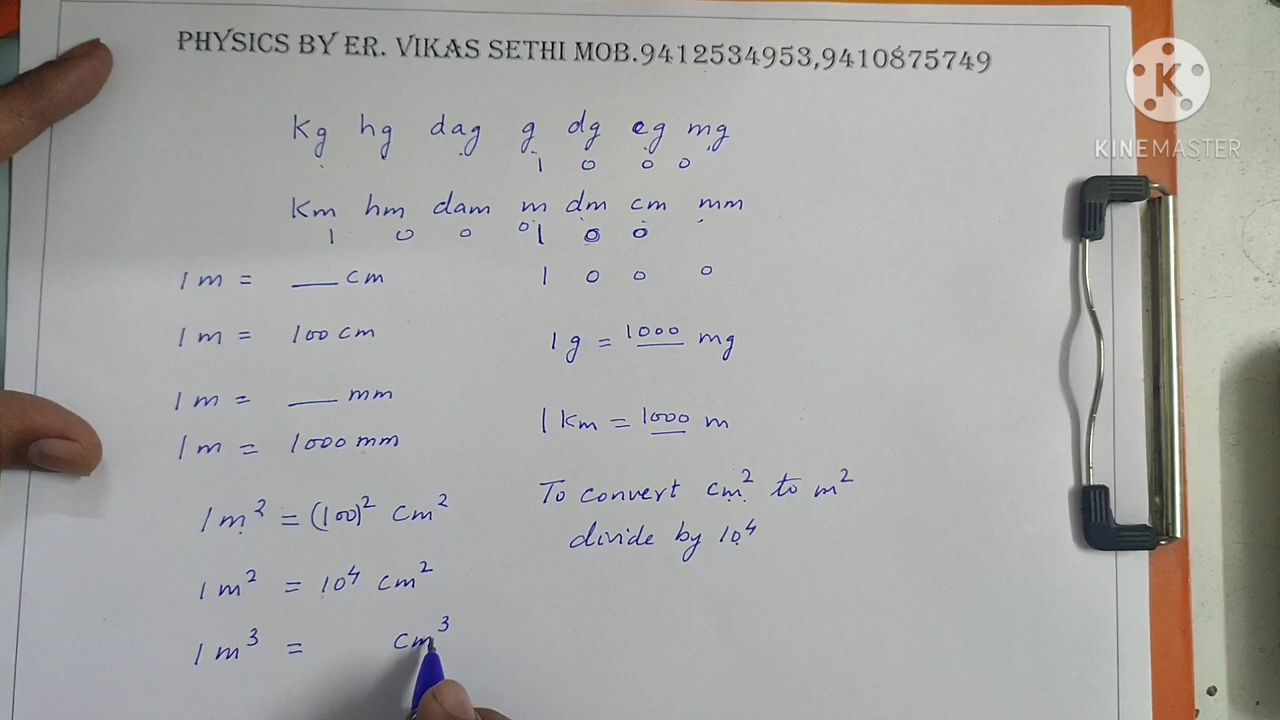 PHYSICS BY ER. VIKAS SETHI MOB.9412534953,9410875749
K
KINEMASTER
Kg hg dag g dg cg mg
1 0 0 0
Km hm dam m dm cm mm
1 0 0 0 1 0 0
1 m = ___ cm
1 0 0 0
1 m = 100 cm
1 g = 1000 mg
1 m = ___ mm
1 Km = 1000 m
1 m = 1000 mm
1 m² = (100)² cm²
To convert cm² to m²
divide by 10⁴
1 m² = 10⁴ cm²
1 m³ = cm³